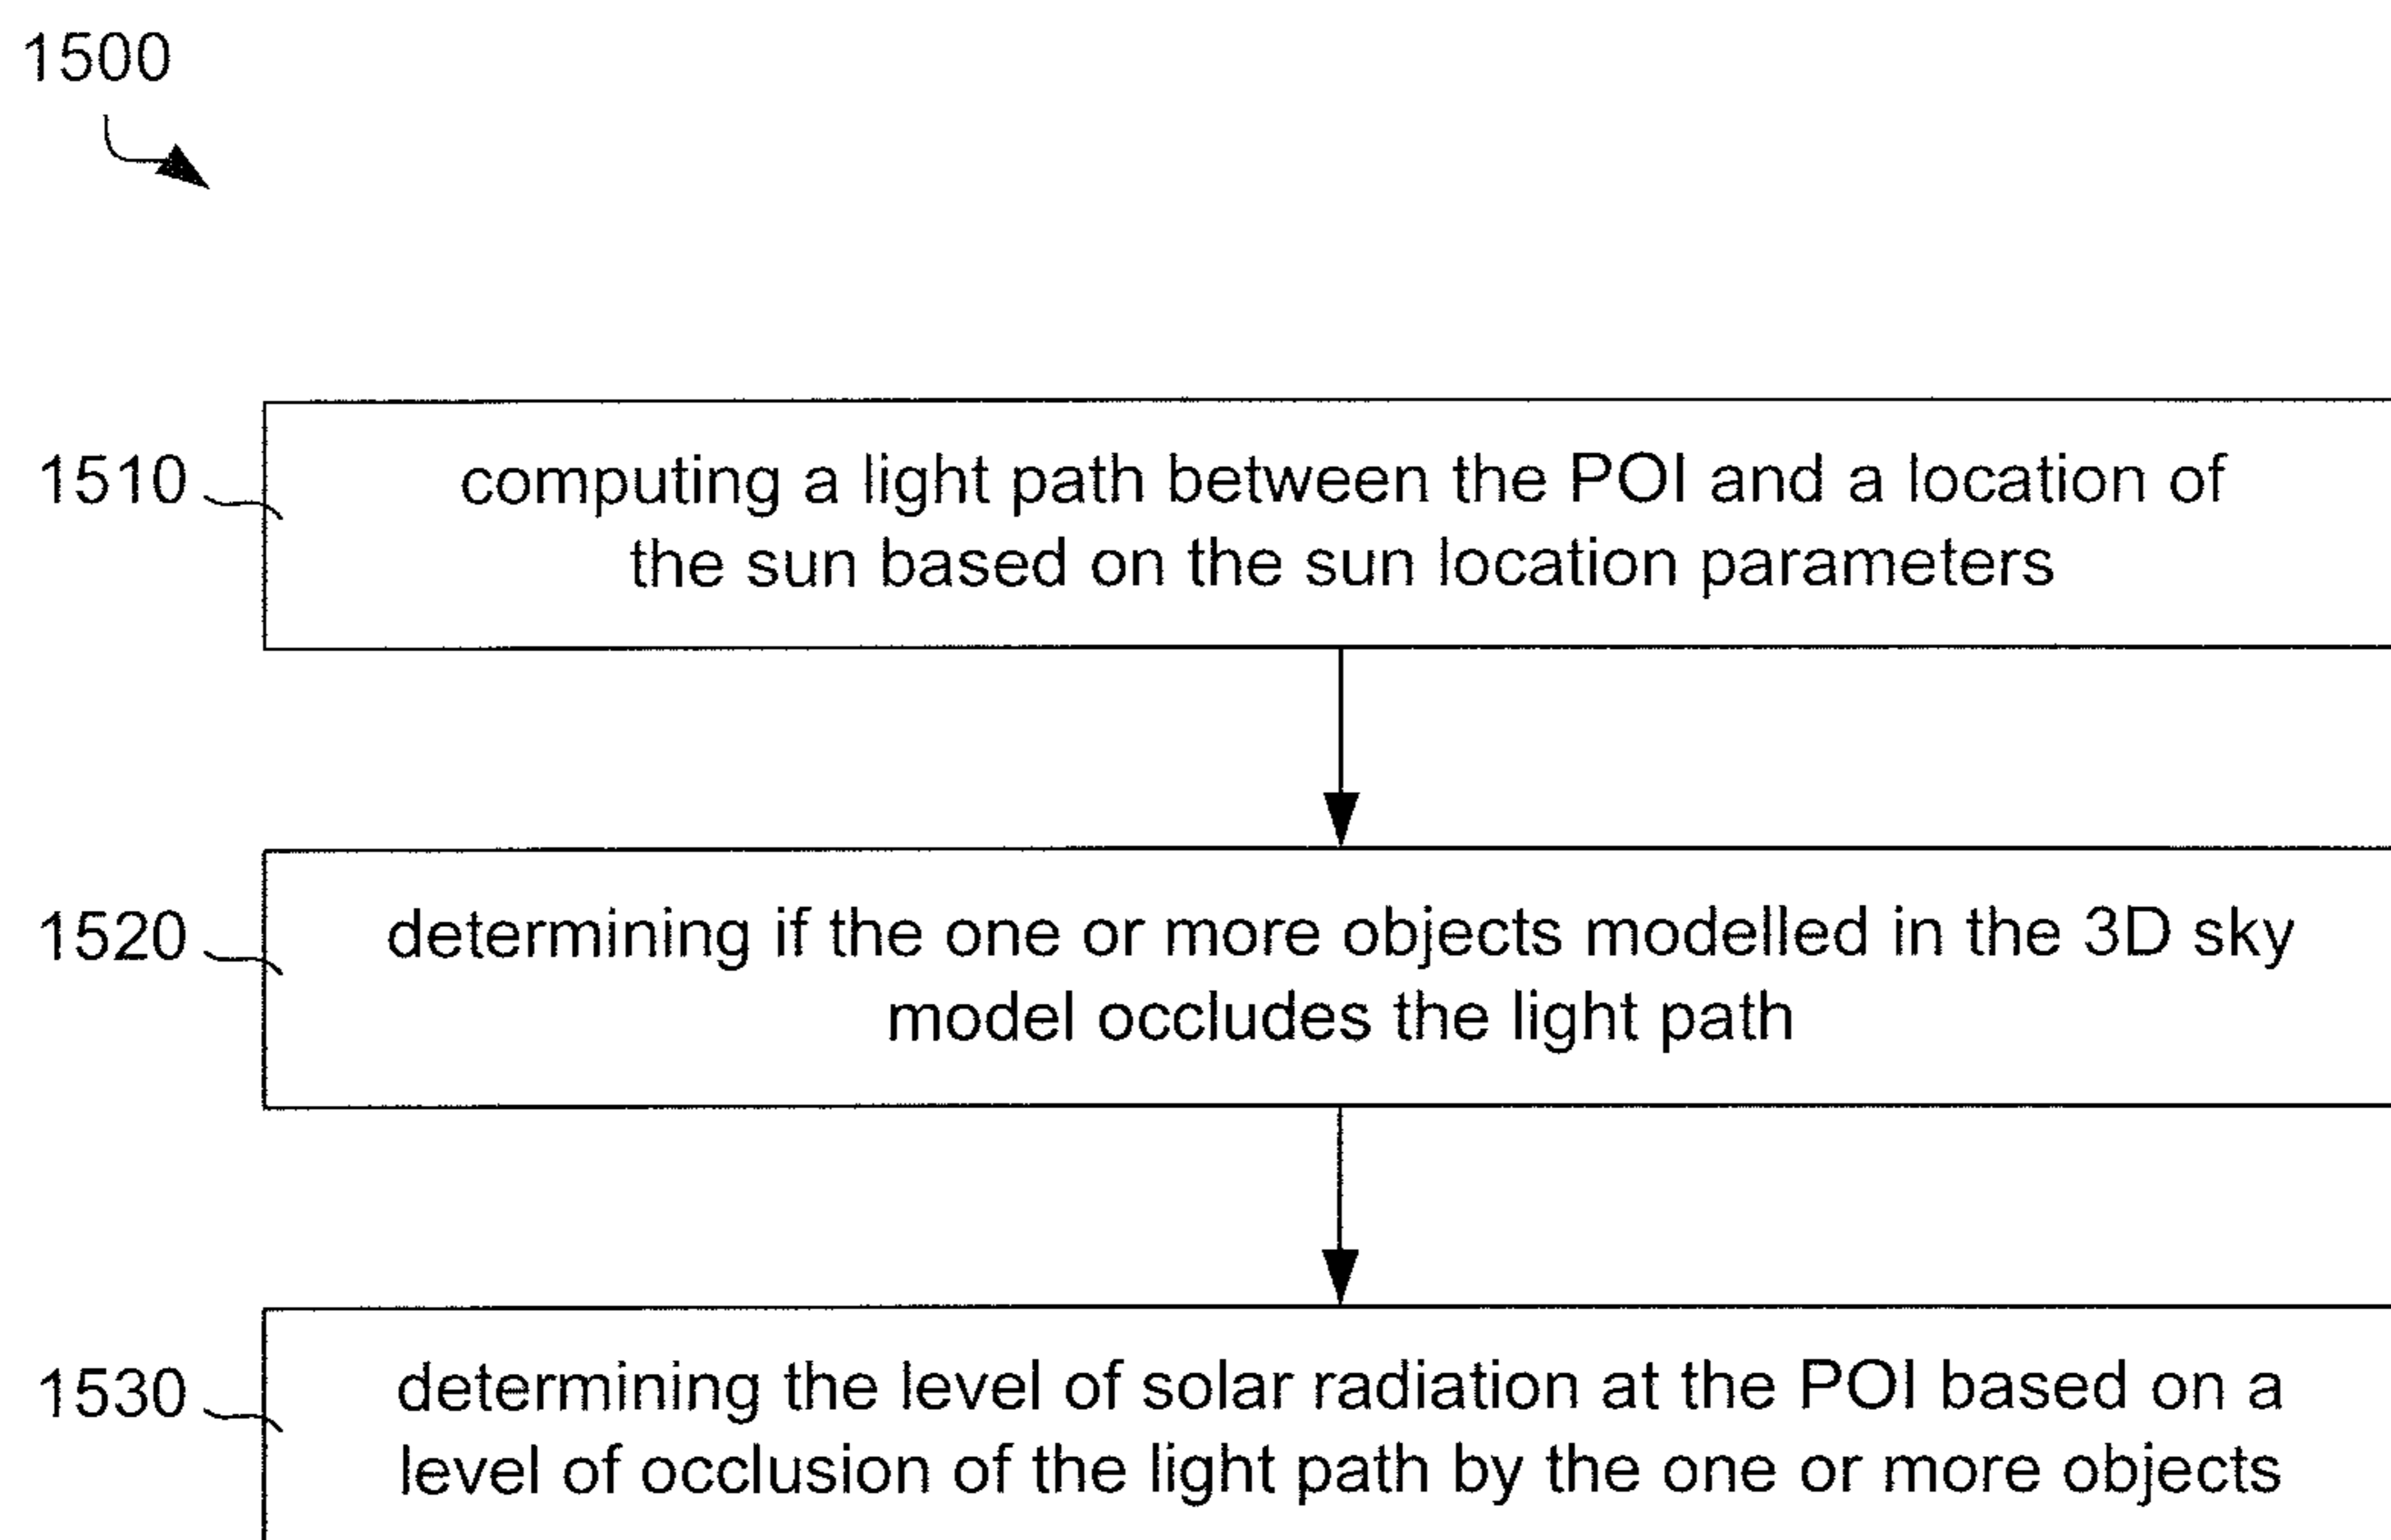 1500
1510
computing a light path between the POI and a location of
the sun based on the sun location parameters
1520
determining if the one or more objects modelled in the 3D sky
model occludes the light path
1530
determining the level of solar radiation at the POI based on a
level of occlusion of the light path by the one or more objects